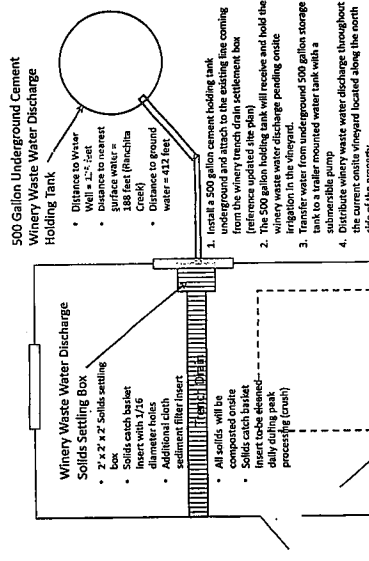 500 Gallon Underground Cement
Winery Waste Water Discharge
Holding Tank
• Distance to Water
Well = feet
• Distance to nearest
surface water =
188 feet (Ranchita
Creek)
• Distance to ground
water = 412 feet
1. Install a 500 gallon cement holding tank
underground and attach to the existing line coming
from the winery trench drain settlement box
(reference updated site plan)
2. The 500 gallon holding tank will receive and hold the
winery waste water discharge pending onsite
irrigation in the vineyard.
3. Transfer water from underground 500 gallon storage
tank to a trailer mounted water tank with a
submersible pump
4. Distribute winery waste water discharge throughout
the current onsite vineyard located along the north
side of the property
Winery Waste Water Discharge
Solids Settling Box
• 2' x 2' x 2' Solids settling
box
• Solids catch basket
insert with 1/16
diameter holes
• Additional cloth
sediment filter insert
Trench Drain
• All solids will be
composted onsite
• Solids catch basket
insert to be cleaned
daily during peak
processing (crush)